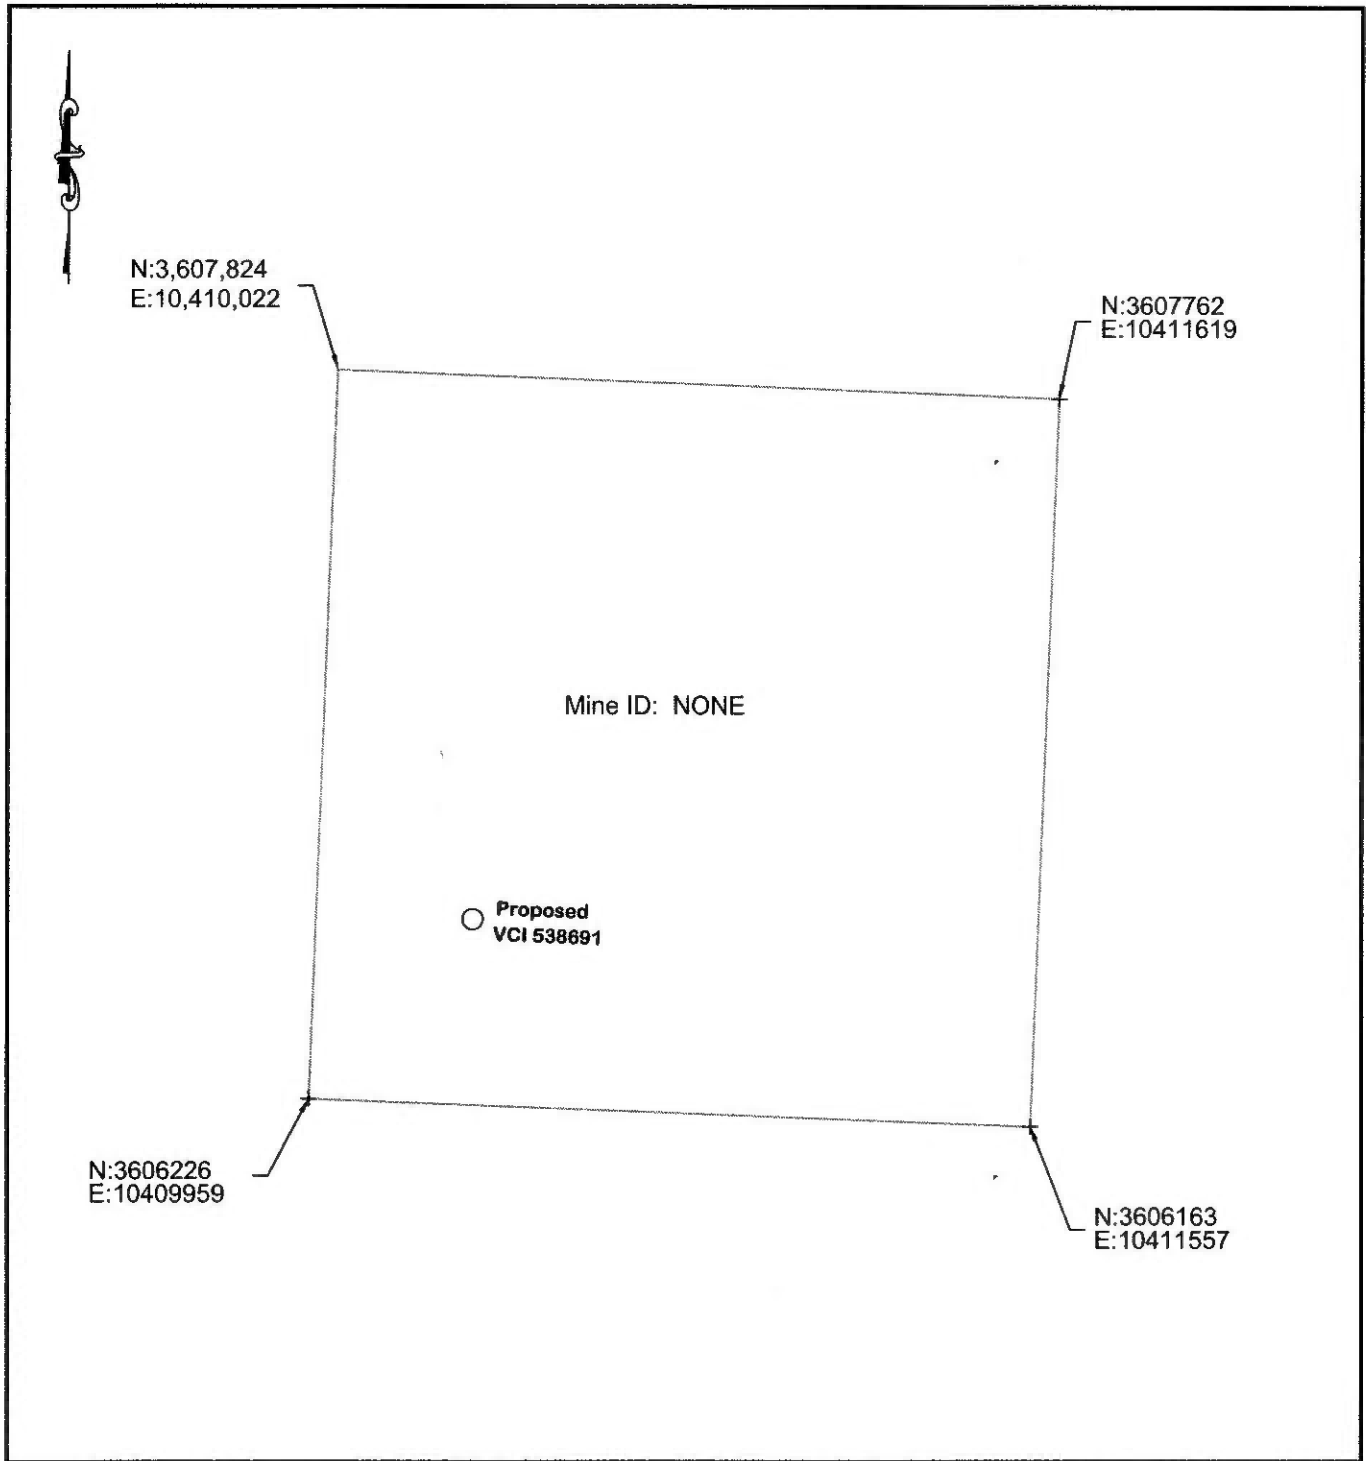 N:3,607,824
E:10,410,022
N:3607762
E:10411619
Mine ID: NONE
Proposed
VCI 538691
N:3606226
E:10409959
N:3606163
E:10411557